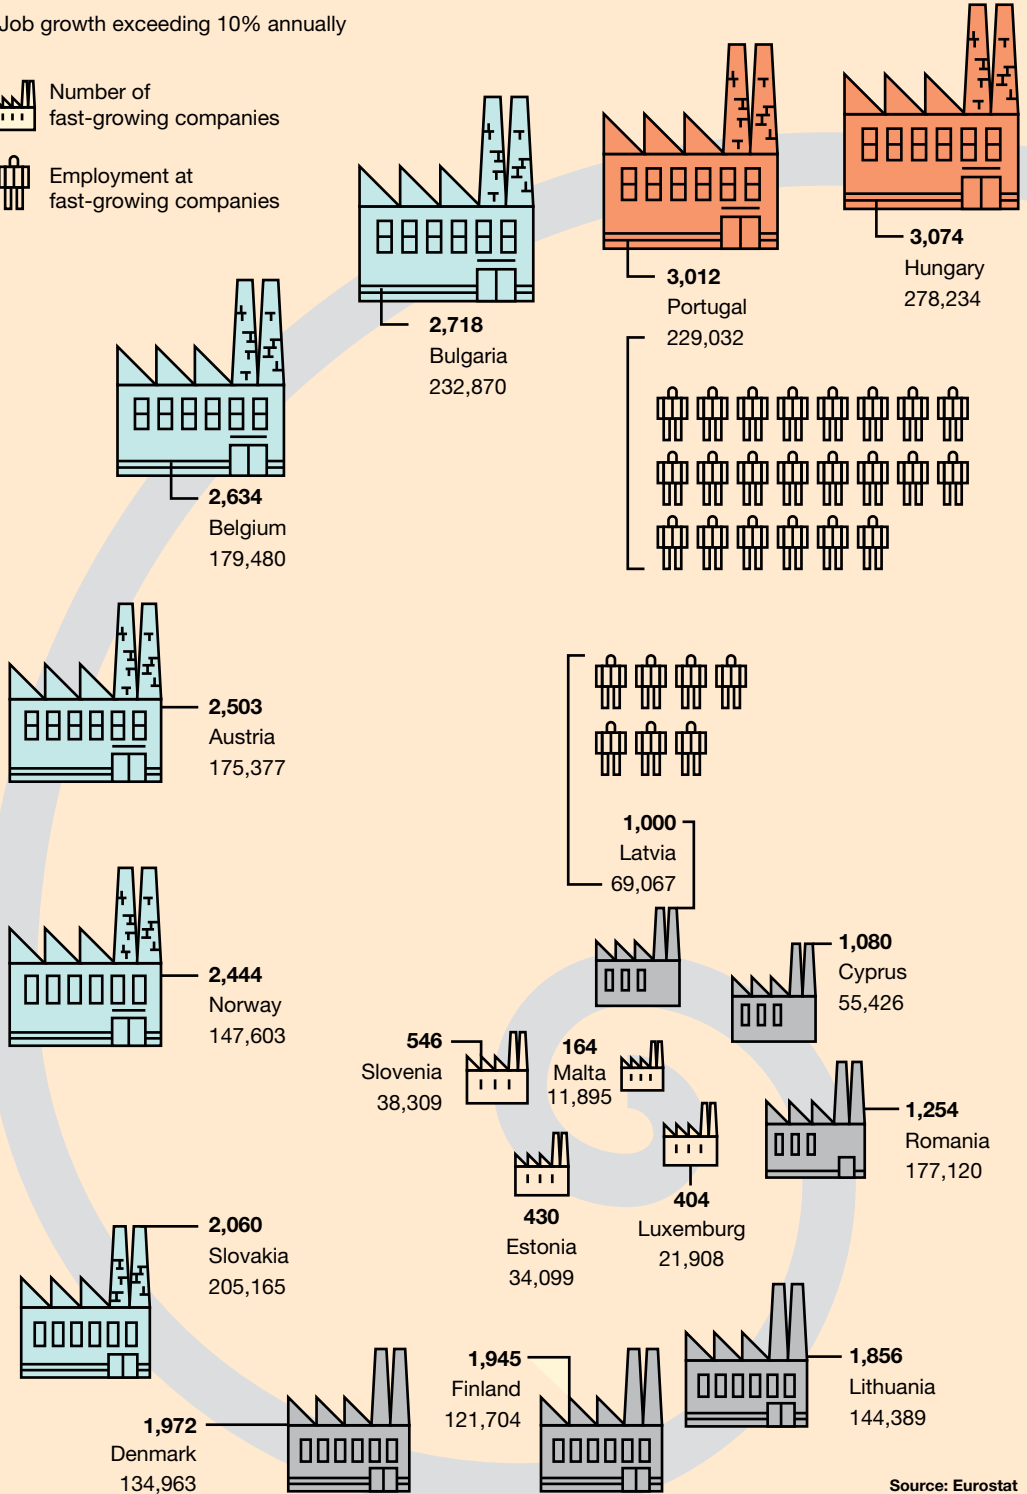 Job growth exceeding 10% annually
Number of
fast-growing companies
Employment at
fast-growing companies
3,074
Hungary
278,234
3,012
Portugal
229,032
2,718
Bulgaria
232,870
2,634
Belgium
179,480
2,503
Austria
175,377
2,444
Norway
147,603
2,060
Slovakia
205,165
1,972
Denmark
134,963
1,945
Finland
121,704
1,856
Lithuania
144,389
1,254
Romania
177,120
1,080
Cyprus
55,426
1,000
Latvia
69,067
546
Slovenia
38,309
430
Estonia
34,099
404
Luxemburg
21,908
164
Malta
11,895
Source: Eurostat